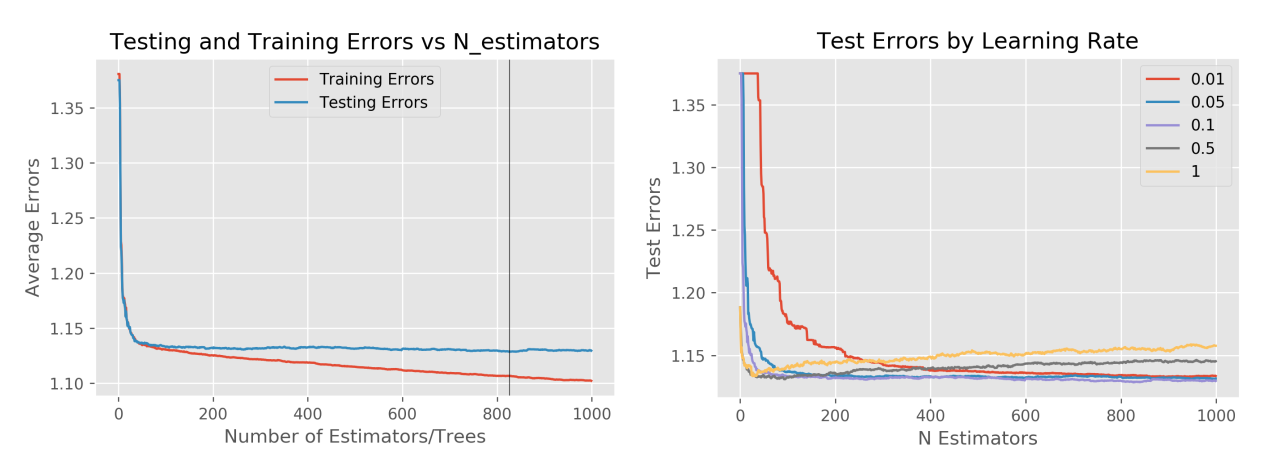 Testing and Training Errors vs N_estimators
Training Errors
Testing Errors
Average Errors
1.35
1.30
1.25
1.20
1.15
1.10
0 200 400 600 800 1000
Number of Estimators/Trees
Test Errors by Learning Rate
0.01
0.05
0.1
0.5
1
Test Errors
1.35
1.30
1.25
1.20
1.15
0 200 400 600 800 1000
N Estimators